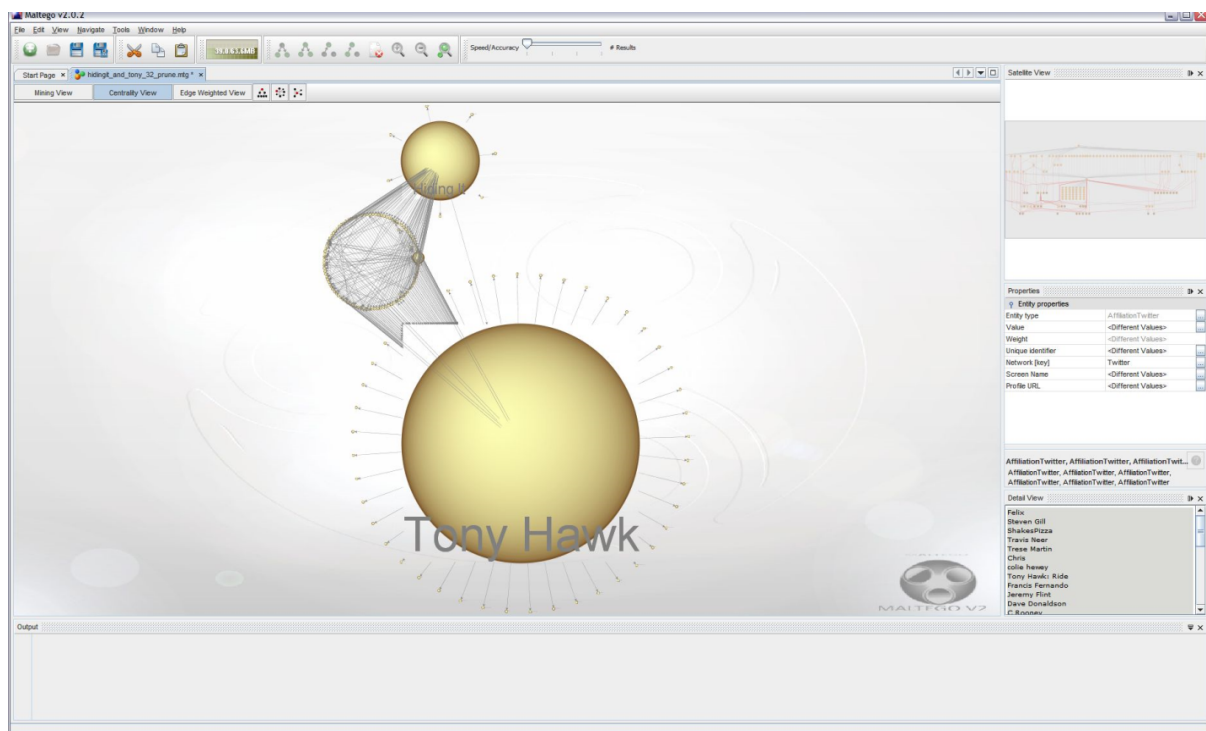 Maltego v2.0.2
File Edit View Navigate Tools Window Help
Speed/Accuracy # Results
Start Page hidingit_and_tony_32_prune.mtg *
Mining View Centrality View Edge Weighted View
Hiding It
Tony Hawk
MALTEGO V2
Satellite View
Properties
Entity properties
Entity type AffiliationTwitter
Value <Different Values>
Weight <Different Values>
Unique identifier <Different Values>
Network [key] Twitter
Screen Name <Different Values>
Profile URL <Different Values>
AffiliationTwitter, AffiliationTwitter, AffiliationTwit...
AffiliationTwitter, AffiliationTwitter, AffiliationTwitter,
AffiliationTwitter, AffiliationTwitter, AffiliationTwitter
Detail View
Felix
Steven Gill
ShakesPizza
Travis Neer
Trese Martin
Chris
colie hewey
Tony Hawk: Ride
Francis Fernando
Jeremy Flint
Dave Donaldson
C Rooney
Output